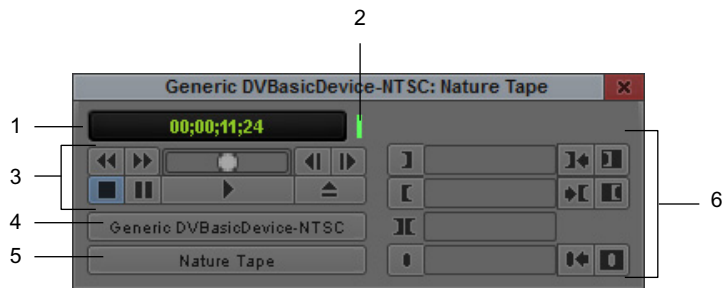 2
Generic DVBasicDevice-NTSC: Nature Tape
1
00;00;11;24
3
4
Generic DVBasicDevice-NTSC
5
Nature Tape
6